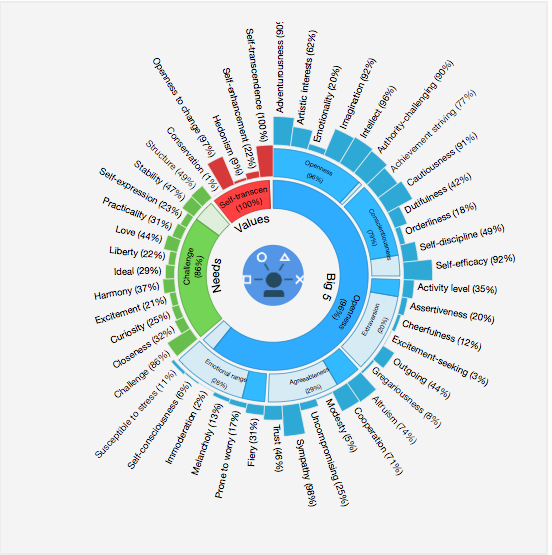 Adventurousness (90%)
Artistic interests (62%)
Emotionality (20%)
Imagination (92%)
Intellect (96%)
Authority-challenging (90%)
Achievement striving (77%)
Cautiousness (91%)
Dutifulness (42%)
Orderliness (18%)
Self-discipline (49%)
Self-efficacy (92%)
Activity level (35%)
Assertiveness (20%)
Cheerfulness (12%)
Excitement-seeking (3%)
Outgoing (44%)
Gregariousness (8%)
Altruism (74%)
Cooperation (71%)
Modesty (5%)
Uncompromising (25%)
Sympathy (98%)
Trust (46%)
Fiery (31%)
Prone to worry (17%)
Melancholy (13%)
Immoderation (2%)
Self-consciousness (6%)
Susceptible to stress (11%)
Challenge (86%)
Closeness (32%)
Curiosity (25%)
Excitement (21%)
Harmony (37%)
Ideal (29%)
Liberty (22%)
Love (44%)
Practicality (31%)
Self-expression (23%)
Stability (47%)
Structure (49%)
Conservation (1%)
Openness to change (97%)
Hedonism (9%)
Self-enhancement (22%)
Self-transcendence (100%)
Openness
(96%)
Conscientiousness
(79%)
Extraversion
(20%)
Agreeableness
(29%)
Emotional range
Challenge
(86%)
Self-transcen
(100%)
Openness
(96%)
Values
Needs
Big 5